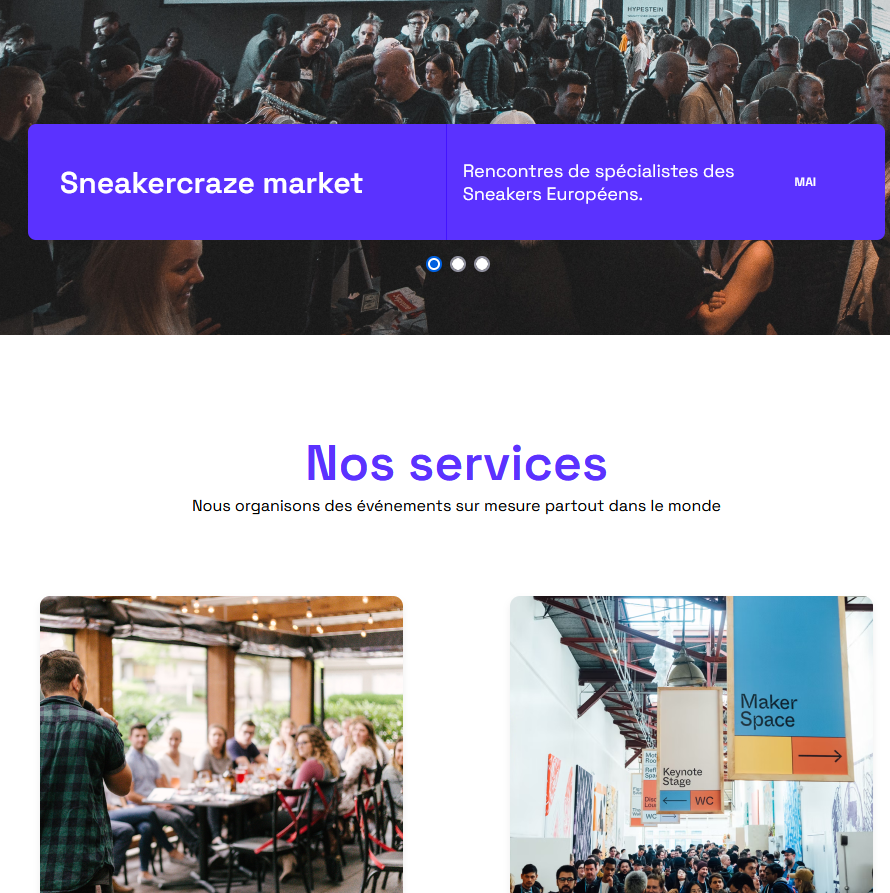 HYPESTEIN
Sneakercraze market
Rencontres de spécialistes des
Sneakers Européens.
MAI
Nos services
Nous organisons des événements sur mesure partout dans le monde
Maker
Space
Keynote
Stage
WC
WC